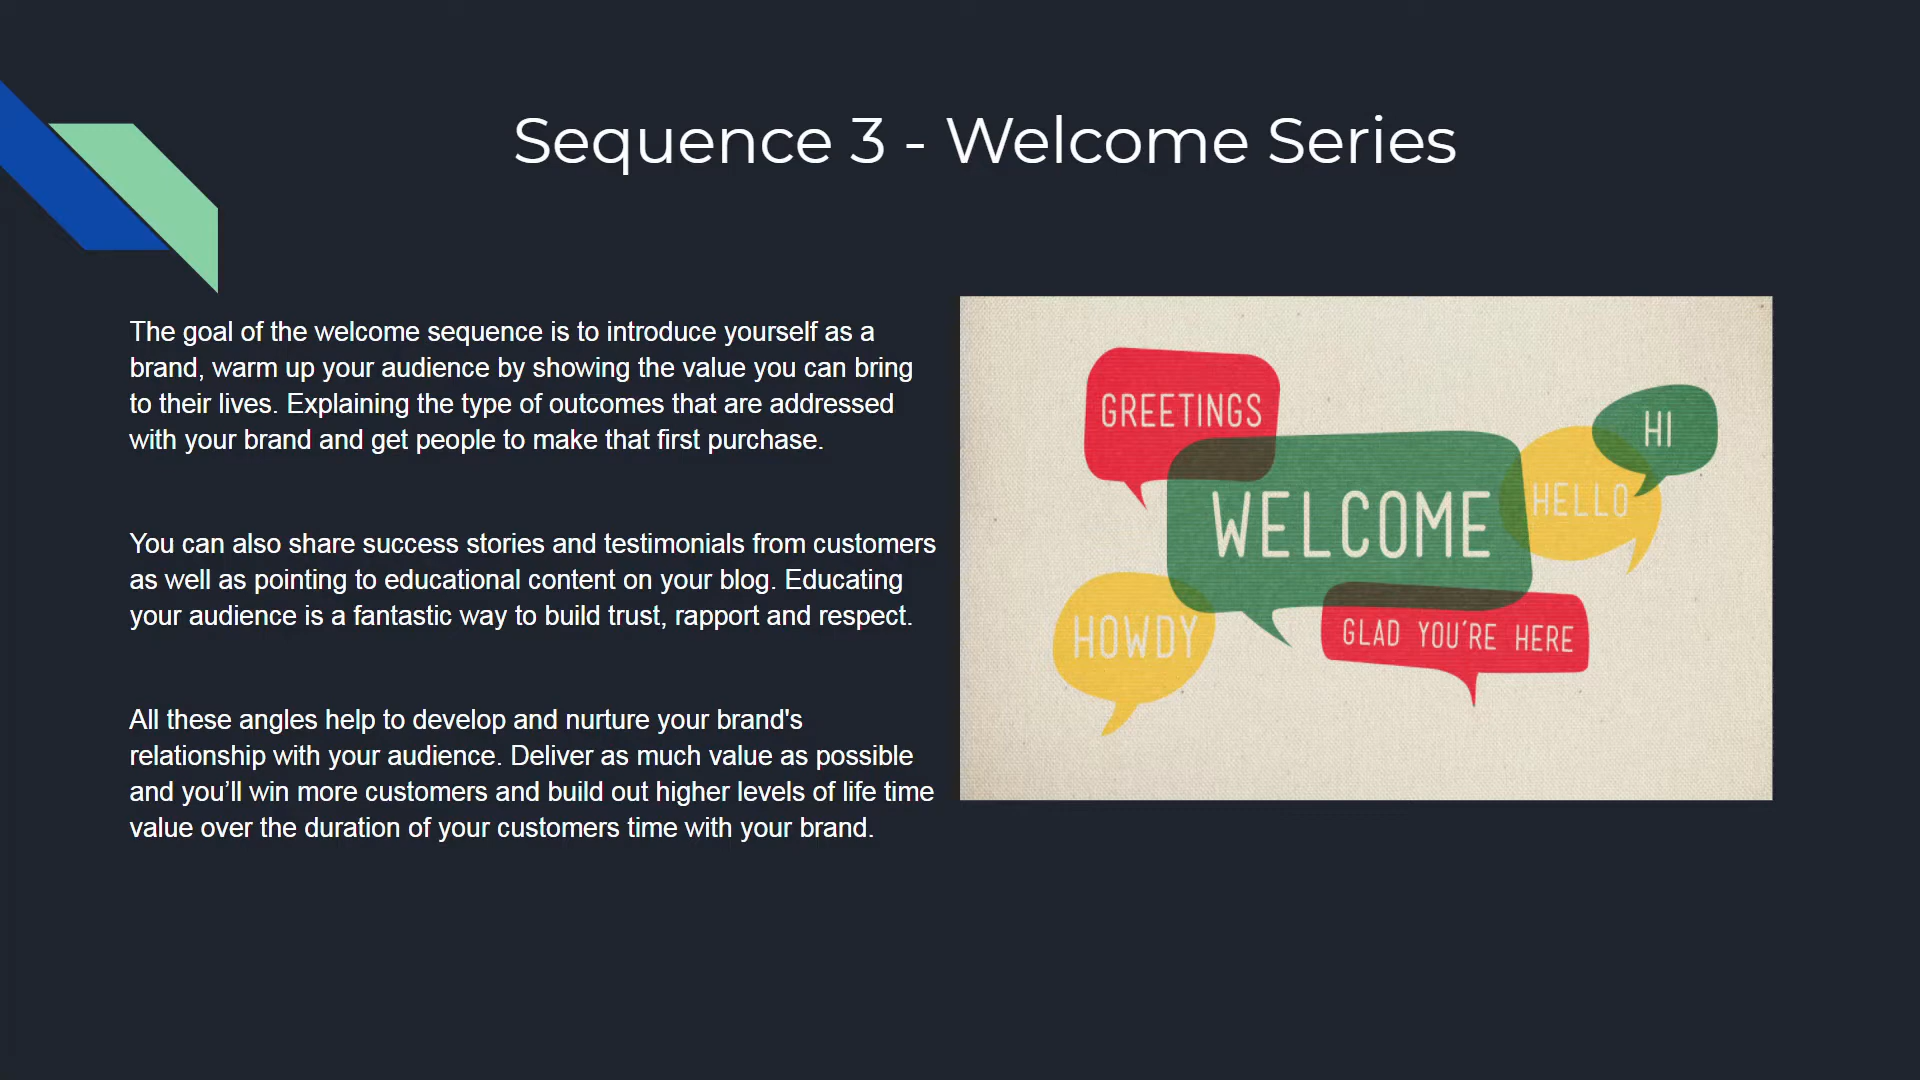 Sequence 3 - Welcome Series
The goal of the welcome sequence is to introduce yourself as a
brand, warm up your audience by showing the value you can bring
to their lives. Explaining the type of outcomes that are addressed
with your brand and get people to make that first purchase.
You can also share success stories and testimonials from customers
as well as pointing to educational content on your blog. Educating
your audience is a fantastic way to build trust, rapport and respect.
All these angles help to develop and nurture your brand's
relationship with your audience. Deliver as much value as possible
and you’ll win more customers and build out higher levels of life time
value over the duration of your customers time with your brand.
GREETINGS
HI
WELCOME
HELLO
HOWDY
GLAD YOU'RE HERE